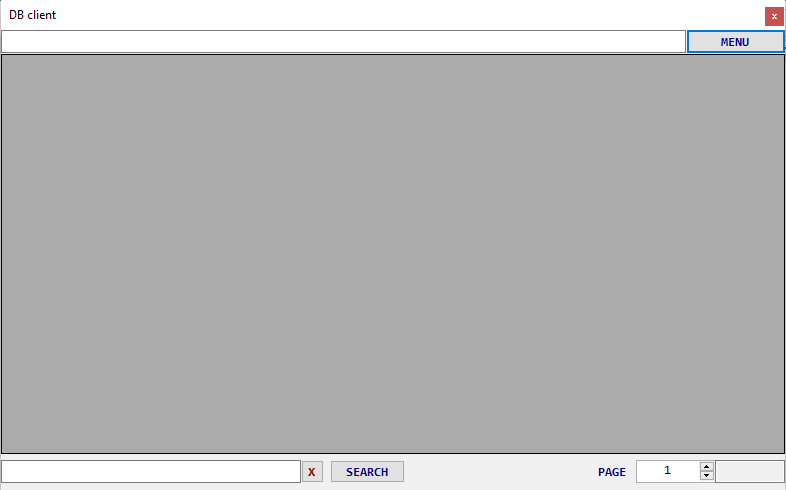 DB client
x
MENU
X
SEARCH
PAGE
1